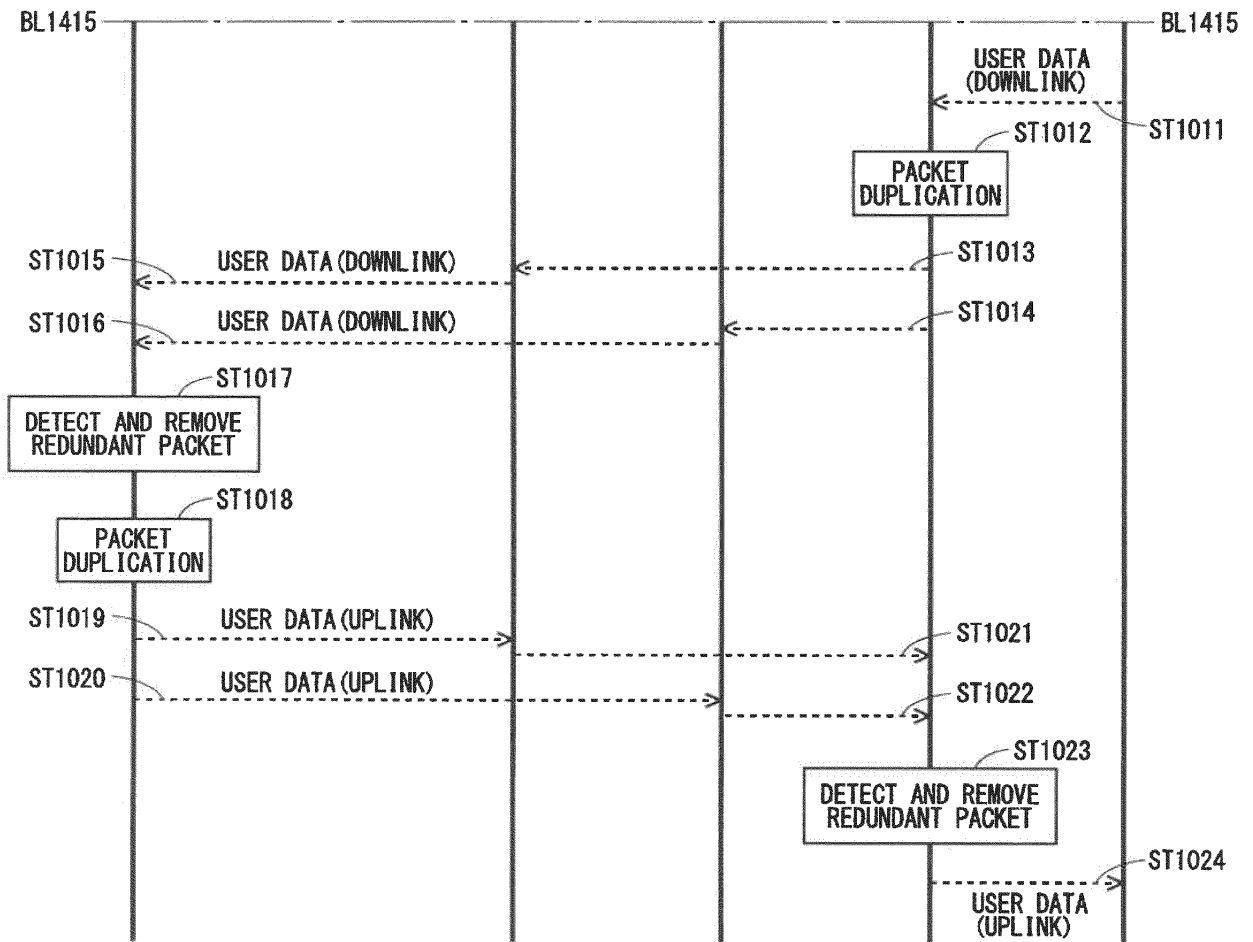 BL1415
BL1415
USER DATA
(DOWNLINK)
ST1011
ST1012
PACKET
DUPLICATION
ST1013
ST1015
USER DATA(DOWNLINK)
ST1014
ST1016
USER DATA(DOWNLINK)
ST1017
DETECT AND REMOVE
REDUNDANT PACKET
ST1018
PACKET
DUPLICATION
ST1019
USER DATA(UPLINK)
ST1021
ST1020
USER DATA(UPLINK)
ST1022
ST1023
DETECT AND REMOVE
REDUNDANT PACKET
ST1024
USER DATA
(UPLINK)